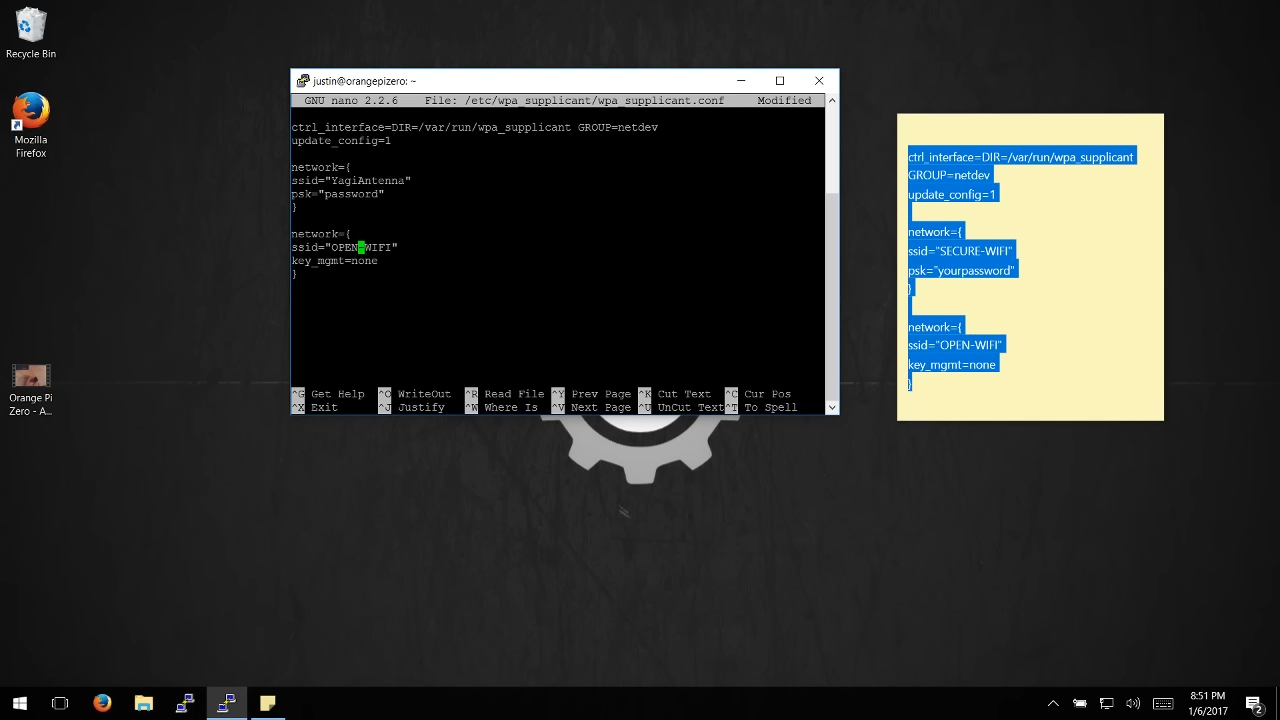 Recycle Bin
Mozilla
Firefox
Orange Pi
Zero - A...
justin@orangepizero: ~
GNU nano 2.2.6 File: /etc/wpa_supplicant/wpa_supplicant.conf Modified
ctrl_interface=DIR=/var/run/wpa_supplicant GROUP=netdev
update_config=1
network={
ssid="YagiAntenna"
psk="password"
}
network={
ssid="OPEN-WIFI"
key_mgmt=none
}
^G Get Help ^O WriteOut ^R Read File ^Y Prev Page ^K Cut Text ^C Cur Pos
^X Exit ^J Justify ^W Where Is ^V Next Page ^U UnCut Text^T To Spell
ctrl_interface=DIR=/var/run/wpa_supplicant
GROUP=netdev
update_config=1
network={
ssid="SECURE-WIFI"
psk="yourpassword"
}
network={
ssid="OPEN-WIFI"
key_mgmt=none
}
8:51 PM
1/6/2017
2